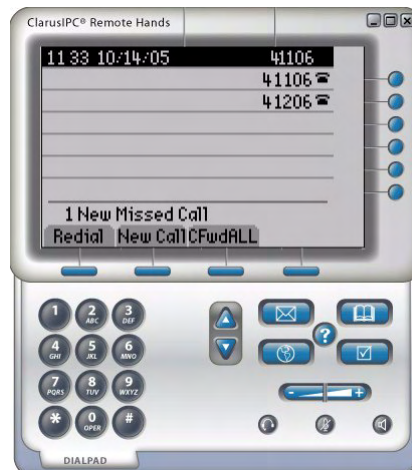 ClarusIPC® Remote Hands
11 33 10/14/05 41106
41106
41206
1 New Missed Call
Redial New Call CFwdALL
1 2 ABC 3 DEF
4 GHI 5 JKL 6 MNO
7 PQRS 8 TUV 9 WXYZ
* 0 OPER #
?
- +
DIALPAD